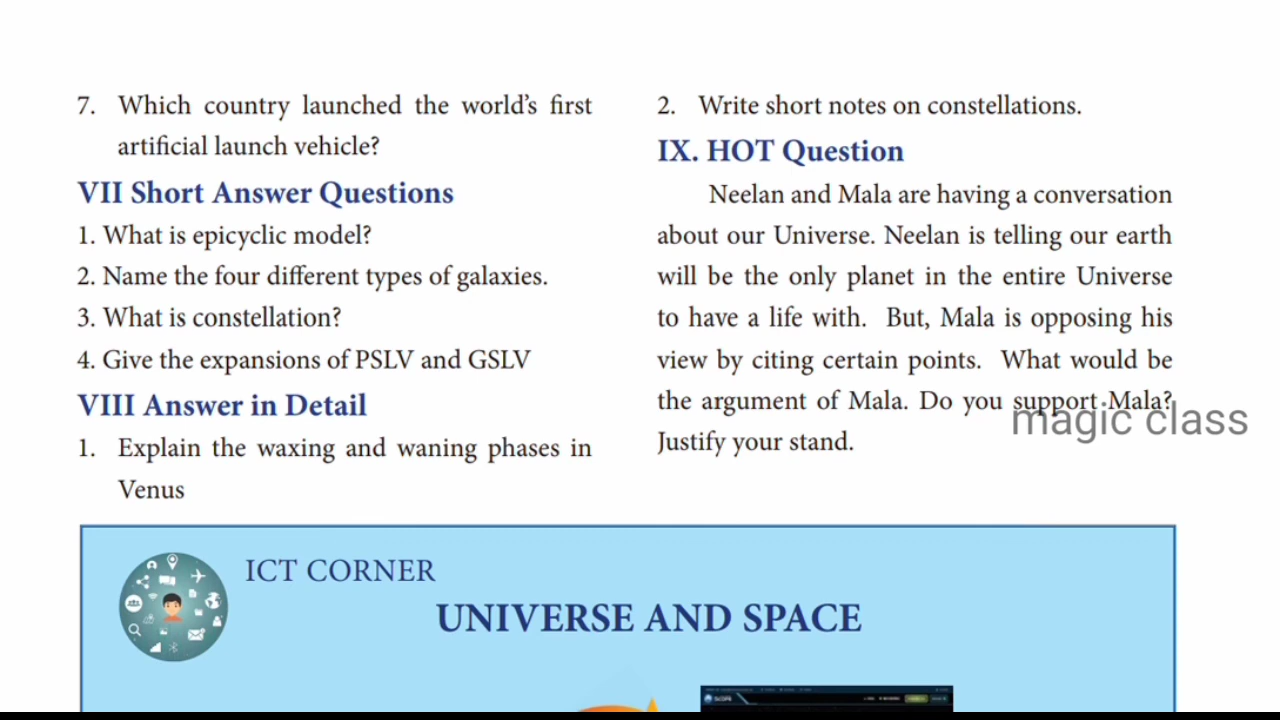 7. Which country launched the world's first
artificial launch vehicle?
VII Short Answer Questions
1. What is epicyclic model?
2. Name the four different types of galaxies.
3. What is constellation?
4. Give the expansions of PSLV and GSLV
VIII Answer in Detail
1. Explain the waxing and waning phases in
Venus
2. Write short notes on constellations.
IX. HOT Question
Neelan and Mala are having a conversation
about our Universe. Neelan is telling our earth
will be the only planet in the entire Universe
to have a life with. But, Mala is opposing his
view by citing certain points. What would be
the argument of Mala. Do you support Mala?
magic class
Justify your stand.
ICT CORNER
UNIVERSE AND SPACE